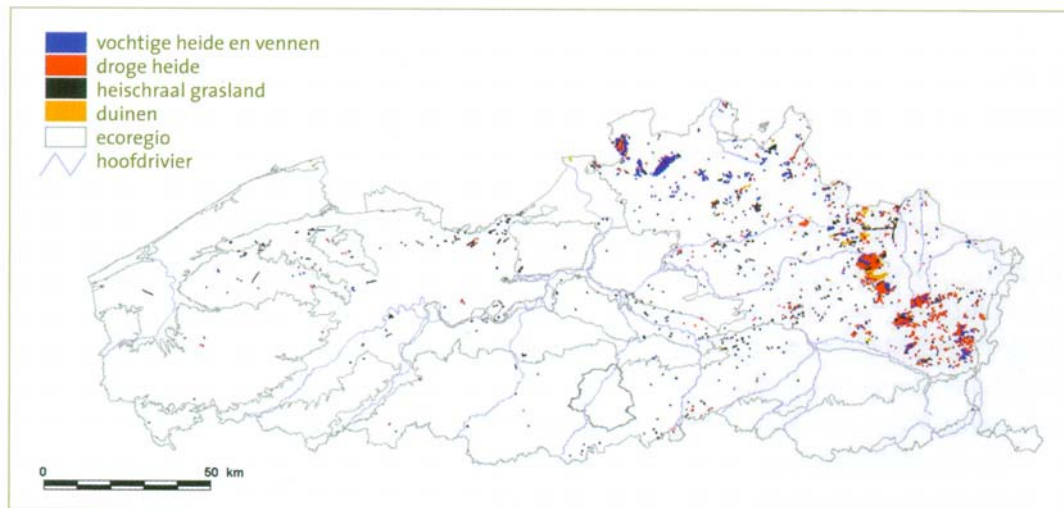 vochtige heide en vennen
droge heide
heischraal grasland
duinen
ecoregio
hoofdrivier
0 50 km